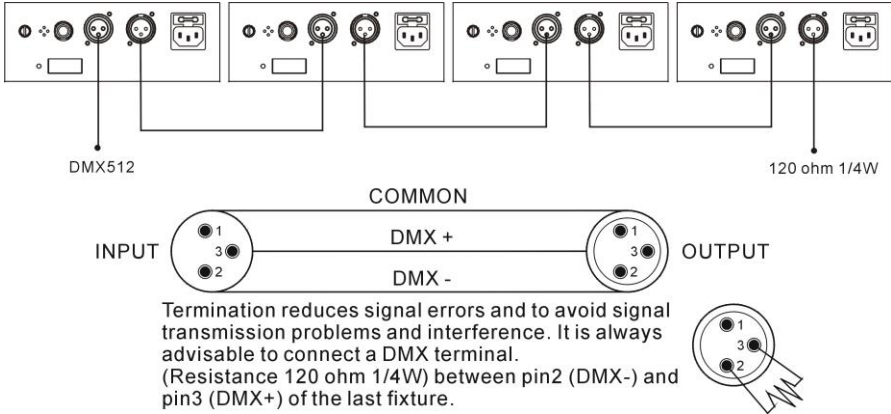 DMX512
120 ohm 1/4W
COMMON
INPUT
1
3
2
DMX +
DMX -
1
3
2
OUTPUT
Termination reduces signal errors and to avoid signal
transmission problems and interference. It is always
advisable to connect a DMX terminal.
(Resistance 120 ohm 1/4W) between pin2 (DMX-) and
pin3 (DMX+) of the last fixture.
1
3
2